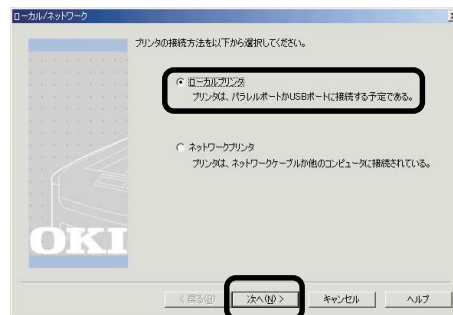 ローカル/ネットワーク
プリンタの接続方法を以下から選択してください。
ローカルプリンタ
プリンタは、パラレルポートかUSBポートに接続する予定である。
ネットワークプリンタ
プリンタは、ネットワークケーブルか他のコンピュータに接続されている。
OKI
< 戻る(B) 次へ(N) > キャンセル ヘルプ